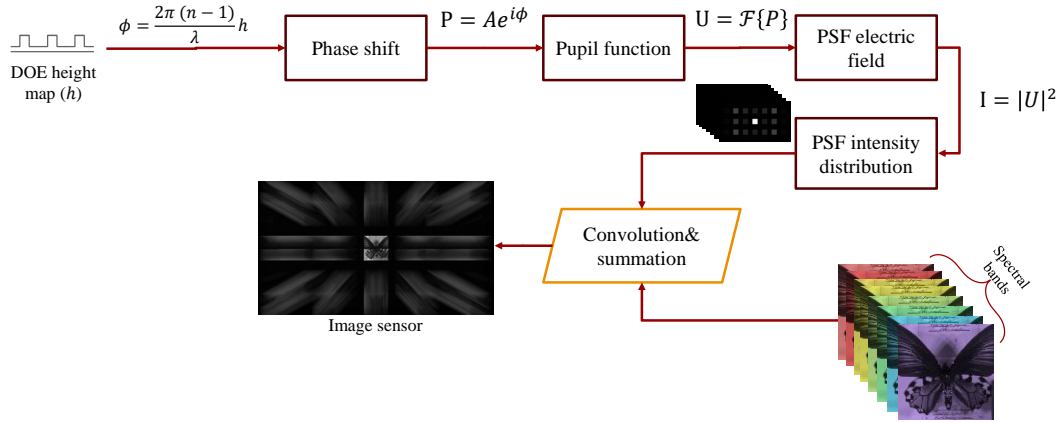 ϕ = 2π (n − 1) / λ h
P = Ae^{iϕ}
U = ℱ{P}
DOE height
map (h)
Phase shift
Pupil function
PSF electric
field
I = |U|²
PSF intensity
distribution
Convolution&
summation
Image sensor
Spectral
bands